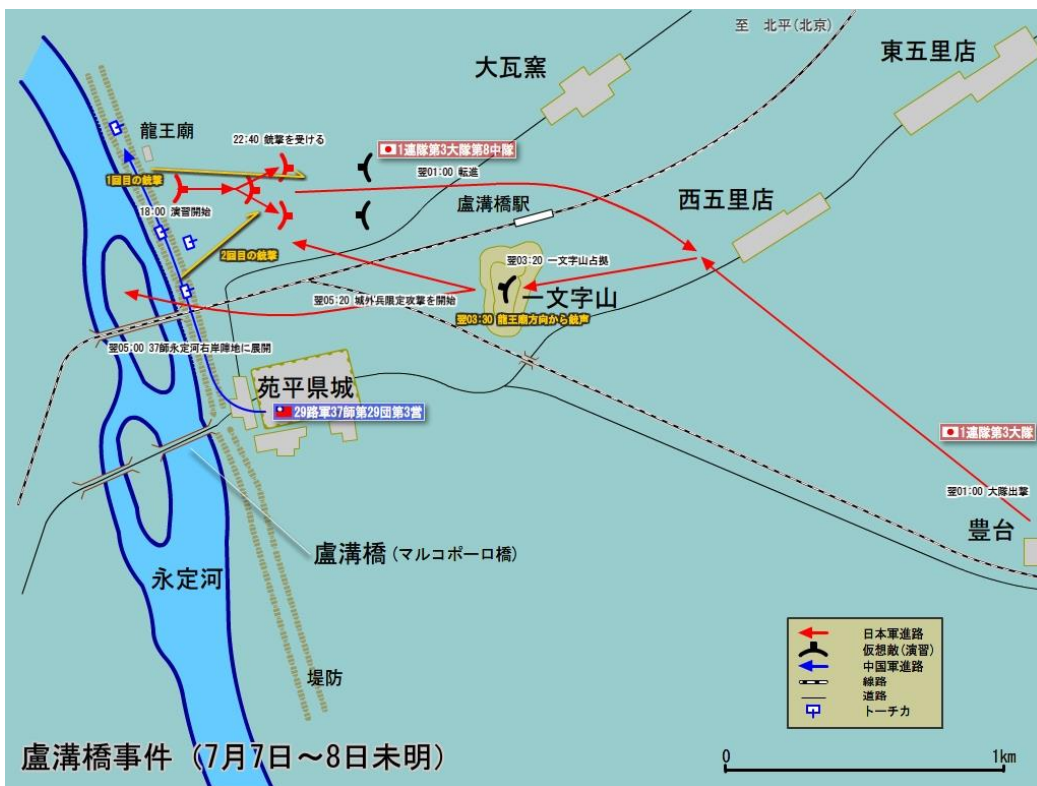 至 北平(北京)
東五里店
大瓦窯
龍王廟
22:40 銃撃を受ける
1連隊第3大隊第8中隊
翌01:00 転進
1回目の銃撃
18:00 演習開始
盧溝橋駅
西五里店
2回目の銃撃
翌03:20 一文字山占拠
翌05:20 城外兵限定攻撃を開始
一文字山
翌03:30 龍王廟方向から銃声
翌05:00 37師永定河右岸陣地に展開
苑平県城
29路軍37師第29団第3営
1連隊第3大隊
翌01:00 大隊出撃
豊台
盧溝橋(マルコポーロ橋)
永定河
堤防
日本軍進路
仮想敵(演習)
中国軍進路
線路
道路
トーチカ
盧溝橋事件 (7月7日～8日未明)
0
1km